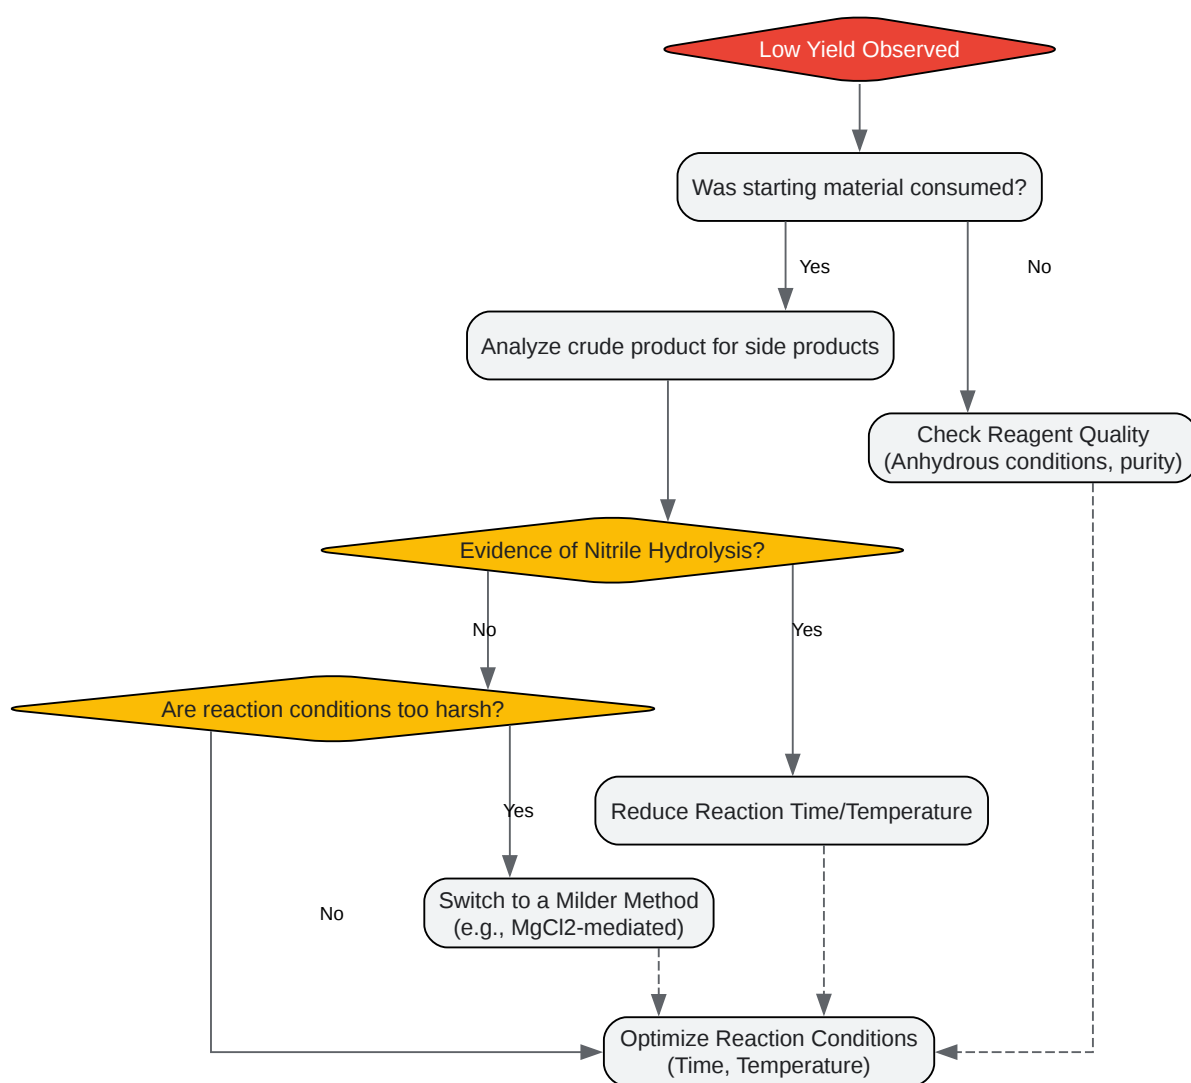 Low Yield Observed
Was starting material consumed?
Yes
No
Analyze crude product for side products
Check Reagent Quality
(Anhydrous conditions, purity)
Evidence of Nitrile Hydrolysis?
No
Yes
Are reaction conditions too harsh?
Yes
Reduce Reaction Time/Temperature
No
Switch to a Milder Method
(e.g., MgCl2-mediated)
Optimize Reaction Conditions
(Time, Temperature)